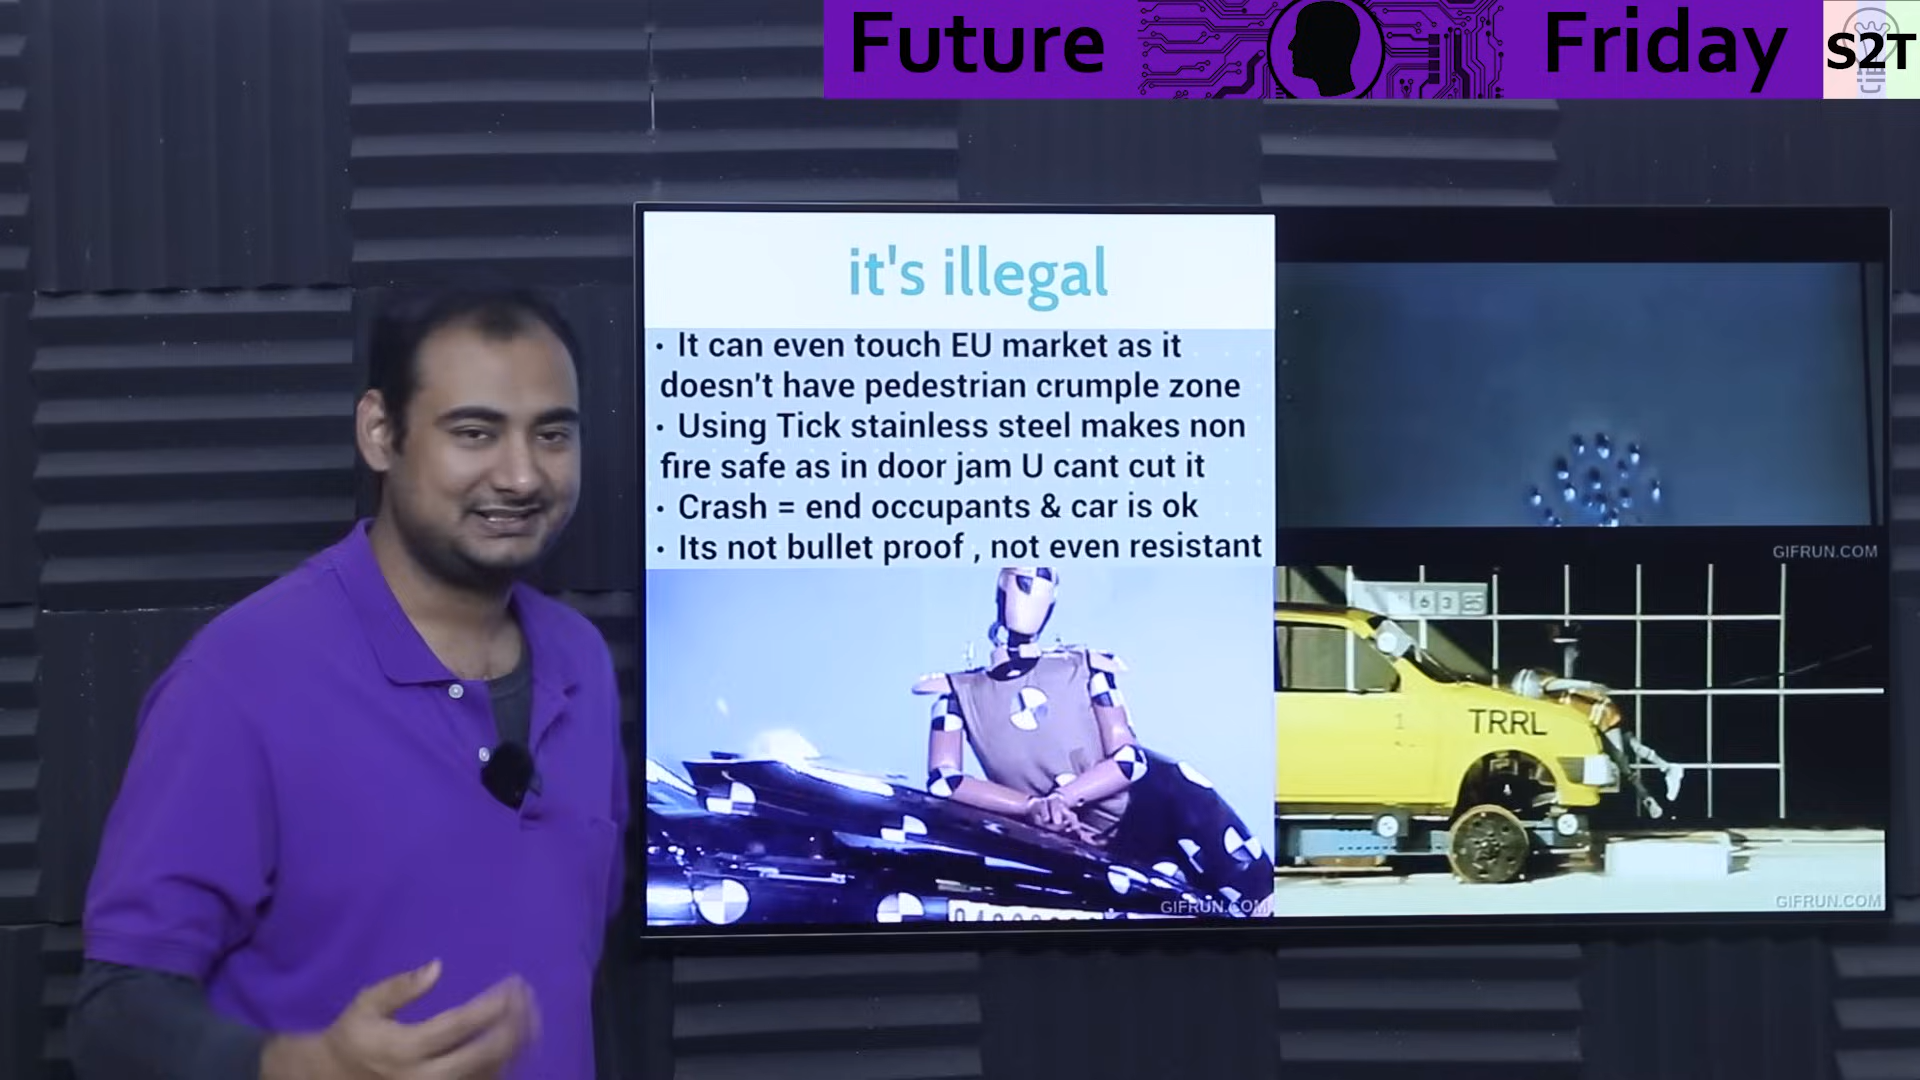 Future Friday S2T
it's illegal
• It can even touch EU market as it
doesn't have pedestrian crumple zone
• Using Tick stainless steel makes non
fire safe as in door jam U cant cut it
• Crash = end occupants & car is ok
• Its not bullet proof , not even resistant
GIFRUN.COM
6 3
TRRL
GIFRUN.COM
GIFRUN.COM